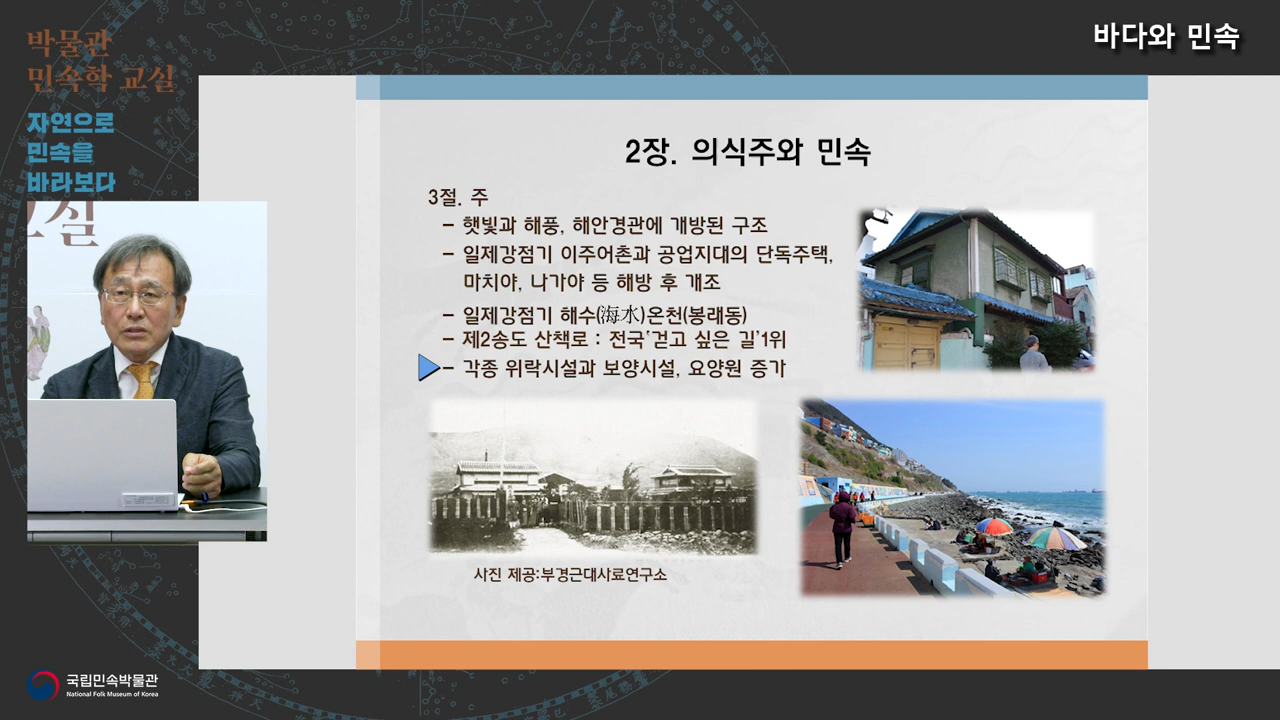 박물관
민속학 교실
자연으로
민속을
바라보다
교실
바다와 민속
2장. 의식주와 민속
3절. 주
– 햇빛과 해풍, 해안경관에 개방된 구조
– 일제강점기 이주어촌과 공업지대의 단독주택,
마치야, 나가야 등 해방 후 개조
– 일제강점기 해수(海水)온천(봉래동)
– 제2송도 산책로 : 전국'걷고 싶은 길'1위
– 각종 위락시설과 보양시설, 요양원 증가
사진 제공:부경근대사료연구소
국립민속박물관
National Folk Museum of Korea